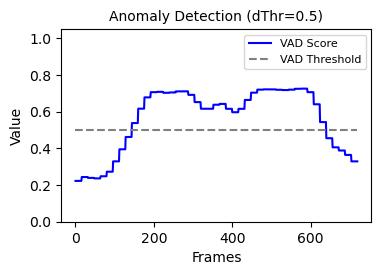 Anomaly Detection (dThr=0.5)
VAD Score
VAD Threshold
1.0
0.8
0.6
0.4
0.2
0.0
Value
0
200
400
600
Frames